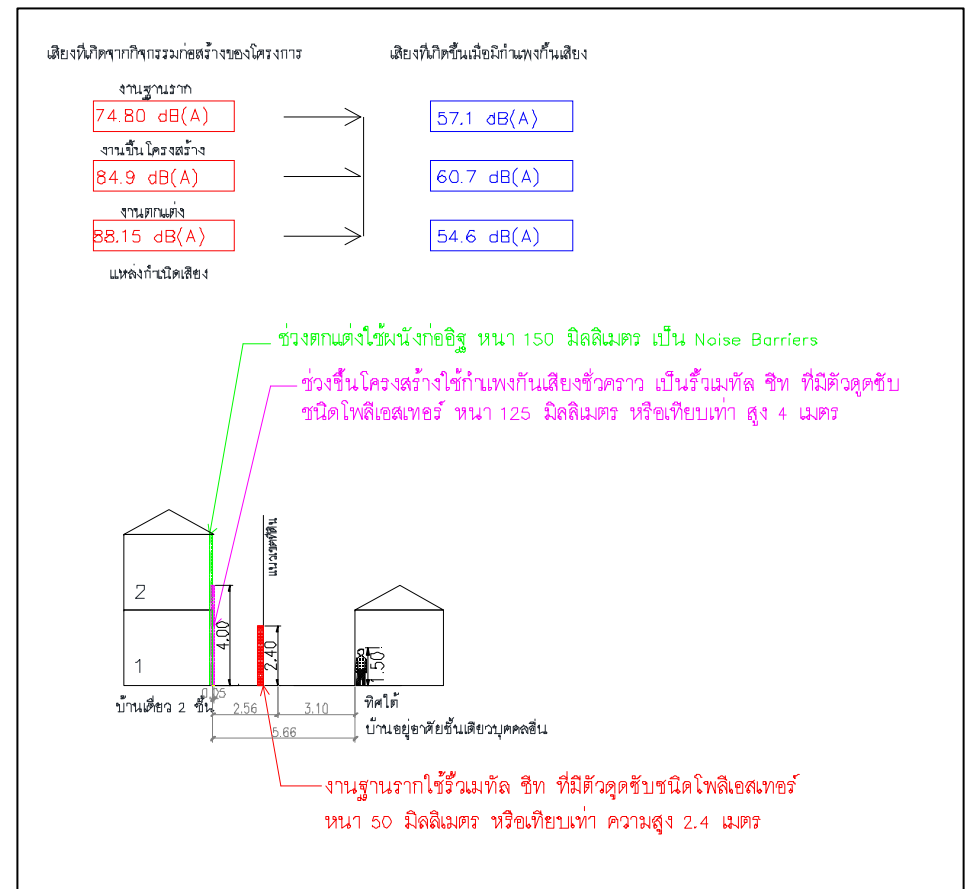 เสียงที่เกิดจากกิจกรรมก่อสร้างของโครงการ
เสียงที่เกิดขึ้นเมื่อมีกำแพงกั้นเสียง
งานฐานราก
74.80 dB(A)
57.1 dB(A)
งานขึ้นโครงสร้าง
84.9 dB(A)
60.7 dB(A)
งานตกแต่ง
88.15 dB(A)
54.6 dB(A)
แหล่งกำเนิดเสียง
ช่วงตกแต่งใช้ผนังก่ออิฐ หนา 150 มิลลิเมตร เป็น Noise Barriers
ช่วงขึ้นโครงสร้างใช้กำแพงกันเสียงชั่วคราว เป็นรั้วเมทัล ชีท ที่มีตัวดูดซับ
ชนิดโพลีเอสเทอร์ หนา 125 มิลลิเมตร หรือเทียบเท่า สูง 4 เมตร
แนวเขตที่ดิน
2
1
4.00
2.40
1.50
0.05
บ้านเดี่ยว 2 ชั้น
2.56
3.10
5.66
ทิศใต้
บ้านอยู่อาศัยชั้นเดียวบุคคลอื่น
งานฐานรากใช้รั้วเมทัล ชีท ที่มีตัวดูดซับชนิดโพลีเอสเทอร์
หนา 50 มิลลิเมตร หรือเทียบเท่า ความสูง 2.4 เมตร